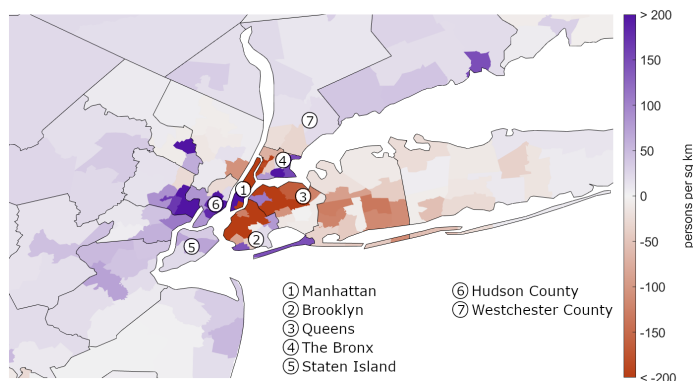 > 200
150
100
50
0
-50
-100
-150
< -200
persons per sq km
7
4
1
3
6
2
5
1 Manhattan
2 Brooklyn
3 Queens
4 The Bronx
5 Staten Island
6 Hudson County
7 Westchester County